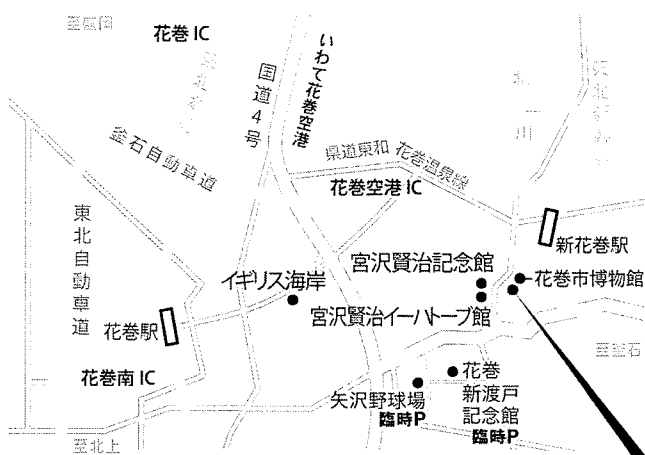 至盛岡
花巻 IC
いわて花巻空港
国道4号
釜石自動車道
県道東和 花巻温泉線
花巻空港 IC
東北自動車道
新花巻駅
宮沢賢治記念館
花巻市博物館
イギリス海岸
宮沢賢治イーハトーブ館
花巻駅
至釜石
花巻南 IC
花巻
新渡戸
記念館
臨時P
矢沢野球場
臨時P
至北上